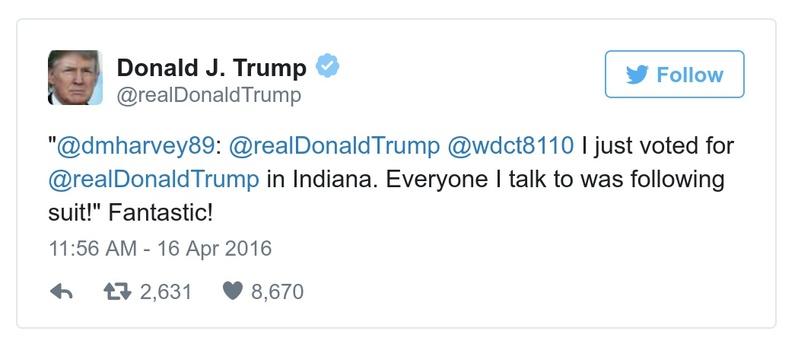 Donald J. Trump
@realDonaldTrump
Follow
"@dmharvey89: @realDonaldTrump @wdct8110 I just voted for
@realDonaldTrump in Indiana. Everyone I talk to was following
suit!" Fantastic!
11:56 AM - 16 Apr 2016
2,631 8,670